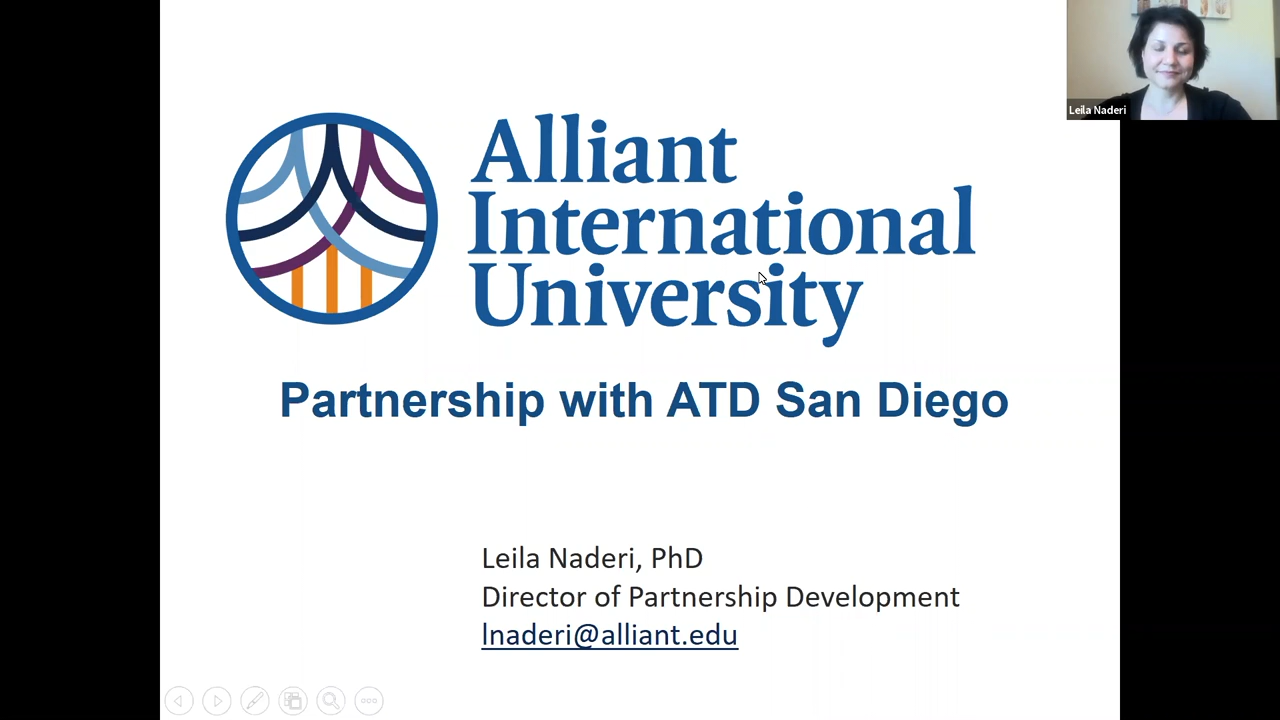 Leila Naderi
Alliant
International
University
Partnership with ATD San Diego
Leila Naderi, PhD
Director of Partnership Development
lnaderi@alliant.edu